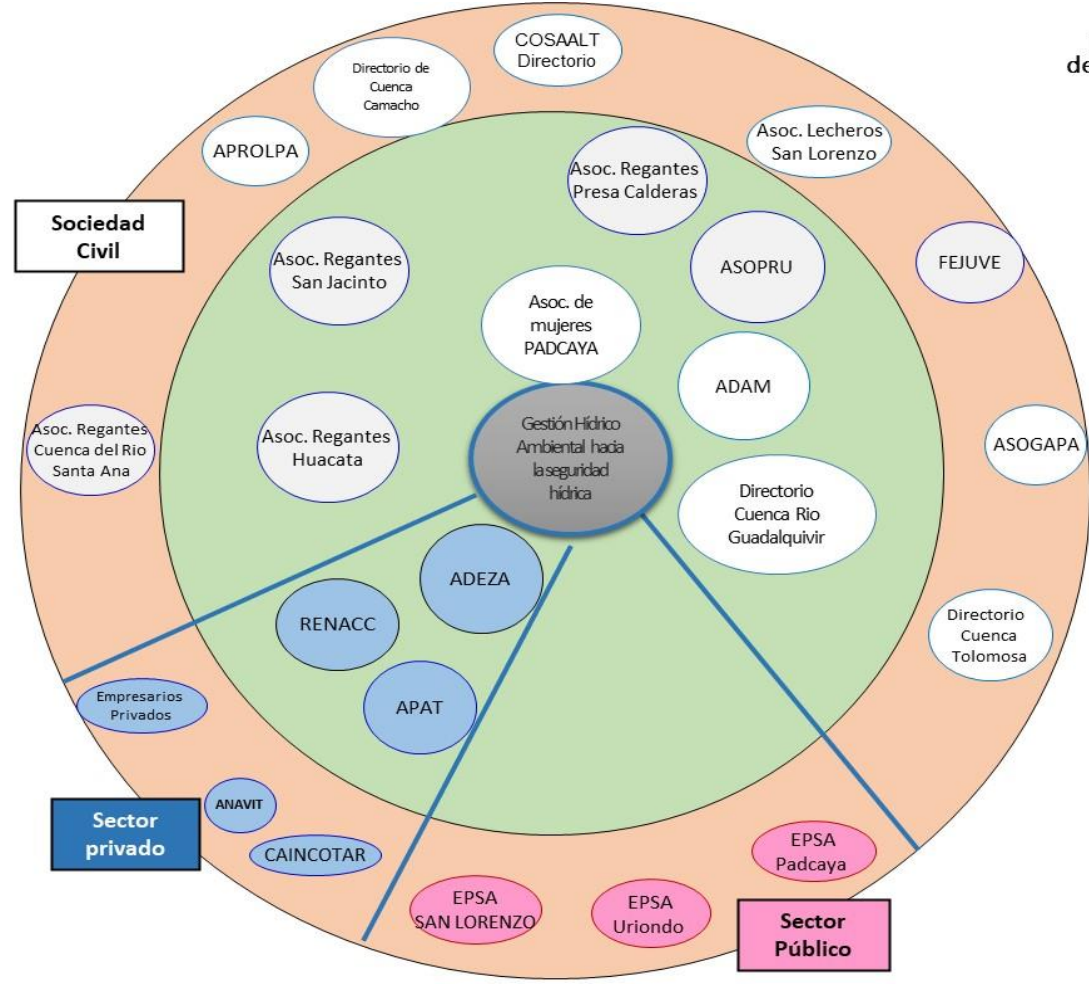 COSAALT
Directorio
de
Directorio de
Cuenca
Camacho
APROLPA
Asoc. Lecheros
San Lorenzo
Asoc. Regantes
Presa Calderas
Sociedad
Civil
Asoc. Regantes
San Jacinto
ASOPRU
FEJUVE
Asoc. de
mujeres
PADCAYA
ADAM
Asoc. Regantes
Cuenca del Rio
Santa Ana
Asoc. Regantes
Huacata
Gestión Hídrico
Ambiental hacia
la seguridad
hídrica
ASOGAPA
Directorio
Cuenca Rio
Guadalquivir
ADEZA
RENACC
Directorio
Cuenca
Tolomosa
Empresarios
Privados
APAT
ANAVIT
Sector
privado
CAINCOTAR
EPSA
Padcaya
EPSA
SAN LORENZO
EPSA
Uriondo
Sector
Público